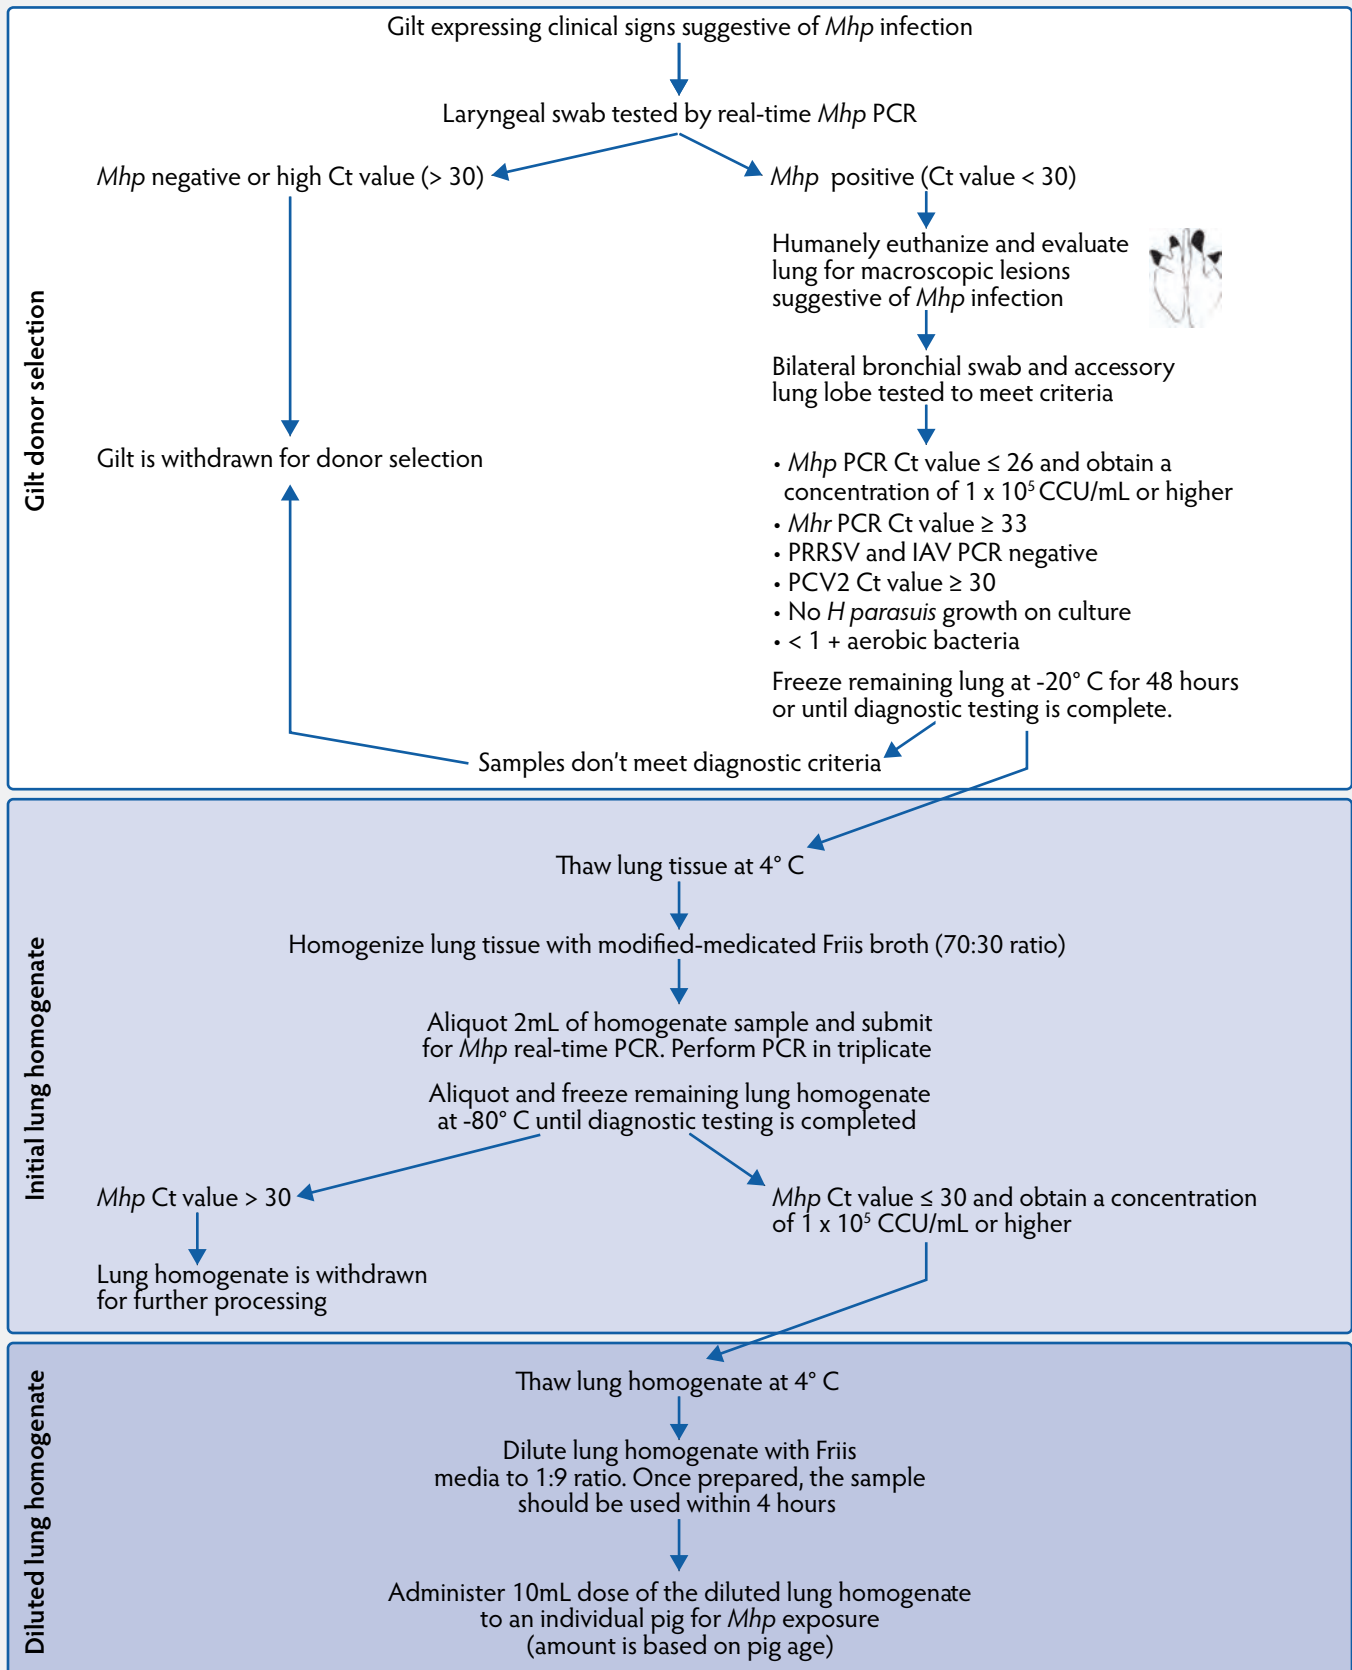 Gilt donor selection
Gilt expressing clinical signs suggestive of Mhp infection
Laryngeal swab tested by real-time Mhp PCR
Mhp negative or high Ct value (> 30)
Mhp positive (Ct value < 30)
Humanely euthanize and evaluate
lung for macroscopic lesions
suggestive of Mhp infection
Bilateral bronchial swab and accessory
lung lobe tested to meet criteria
Gilt is withdrawn for donor selection
• Mhp PCR Ct value ≤ 26 and obtain a
concentration of 1 x 10⁵ CCU/mL or higher
• Mhr PCR Ct value ≥ 33
• PRRSV and IAV PCR negative
• PCV2 Ct value ≥ 30
• No H parasuis growth on culture
• < 1 + aerobic bacteria
Freeze remaining lung at -20° C for 48 hours
or until diagnostic testing is complete.
Samples don't meet diagnostic criteria
Initial lung homogenate
Thaw lung tissue at 4° C
Homogenize lung tissue with modified-medicated Friis broth (70:30 ratio)
Aliquot 2mL of homogenate sample and submit
for Mhp real-time PCR. Perform PCR in triplicate
Aliquot and freeze remaining lung homogenate
at -80° C until diagnostic testing is completed
Mhp Ct value > 30
Mhp Ct value ≤ 30 and obtain a concentration
of 1 x 10⁵ CCU/mL or higher
Lung homogenate is withdrawn
for further processing
Diluted lung homogenate
Thaw lung homogenate at 4° C
Dilute lung homogenate with Friis
media to 1:9 ratio. Once prepared, the sample
should be used within 4 hours
Administer 10mL dose of the diluted lung homogenate
to an individual pig for Mhp exposure
(amount is based on pig age)